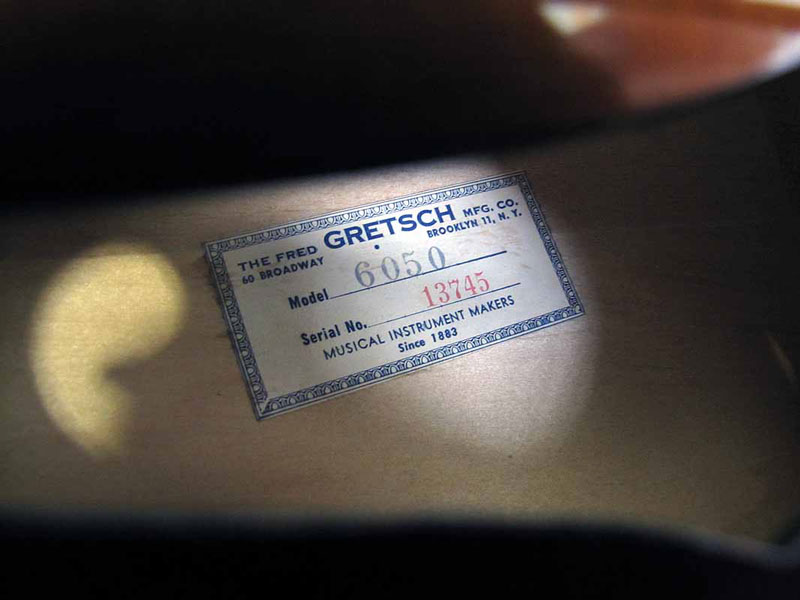 THE FRED GRETSCH MFG. CO.
60 BROADWAY BROOKLYN 11, N. Y.
Model 6050
Serial No. 13745
MUSICAL INSTRUMENT MAKERS
Since 1883